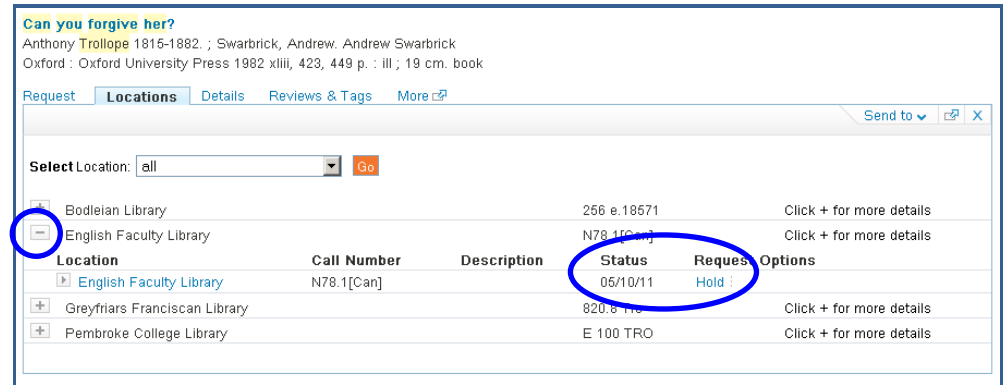 Can you forgive her?
Anthony Trollope 1815-1882. ; Swarbrick, Andrew. Andrew Swarbrick
Oxford : Oxford University Press 1982 xliii, 423, 449 p. : ill ; 19 cm. book
Request Locations Details Reviews & Tags More
Send to X
Select Location: all Go
+ Bodleian Library 256 e.18571 Click + for more details
− English Faculty Library N78.1[Can] Click + for more details
Location Call Number Description Status Request Options
English Faculty Library N78.1[Can] 05/10/11 Hold
+ Greyfriars Franciscan Library 820.8 Click + for more details
+ Pembroke College Library E 100 TRO Click + for more details